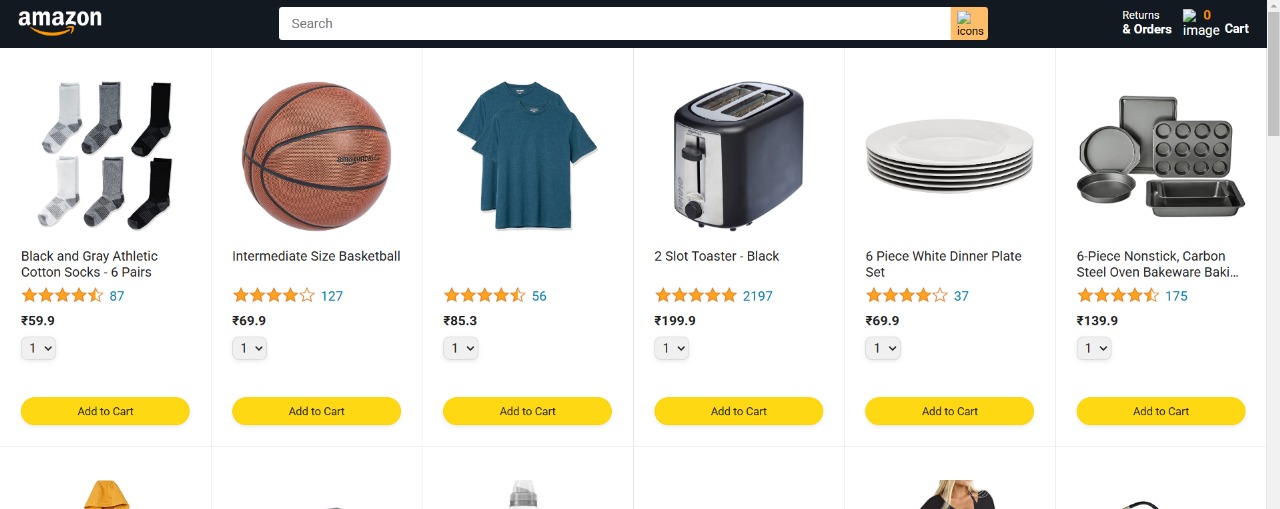 amazon
Search
icons
Returns
& Orders
image
0
Cart
Black and Gray Athletic
Cotton Socks - 6 Pairs
87
₹59.9
1
Add to Cart
Intermediate Size Basketball
127
₹69.9
1
Add to Cart
56
₹85.3
1
Add to Cart
2 Slot Toaster - Black
2197
₹199.9
1
Add to Cart
6 Piece White Dinner Plate
Set
37
₹69.9
1
Add to Cart
6-Piece Nonstick, Carbon
Steel Oven Bakeware Baki...
175
₹139.9
1
Add to Cart